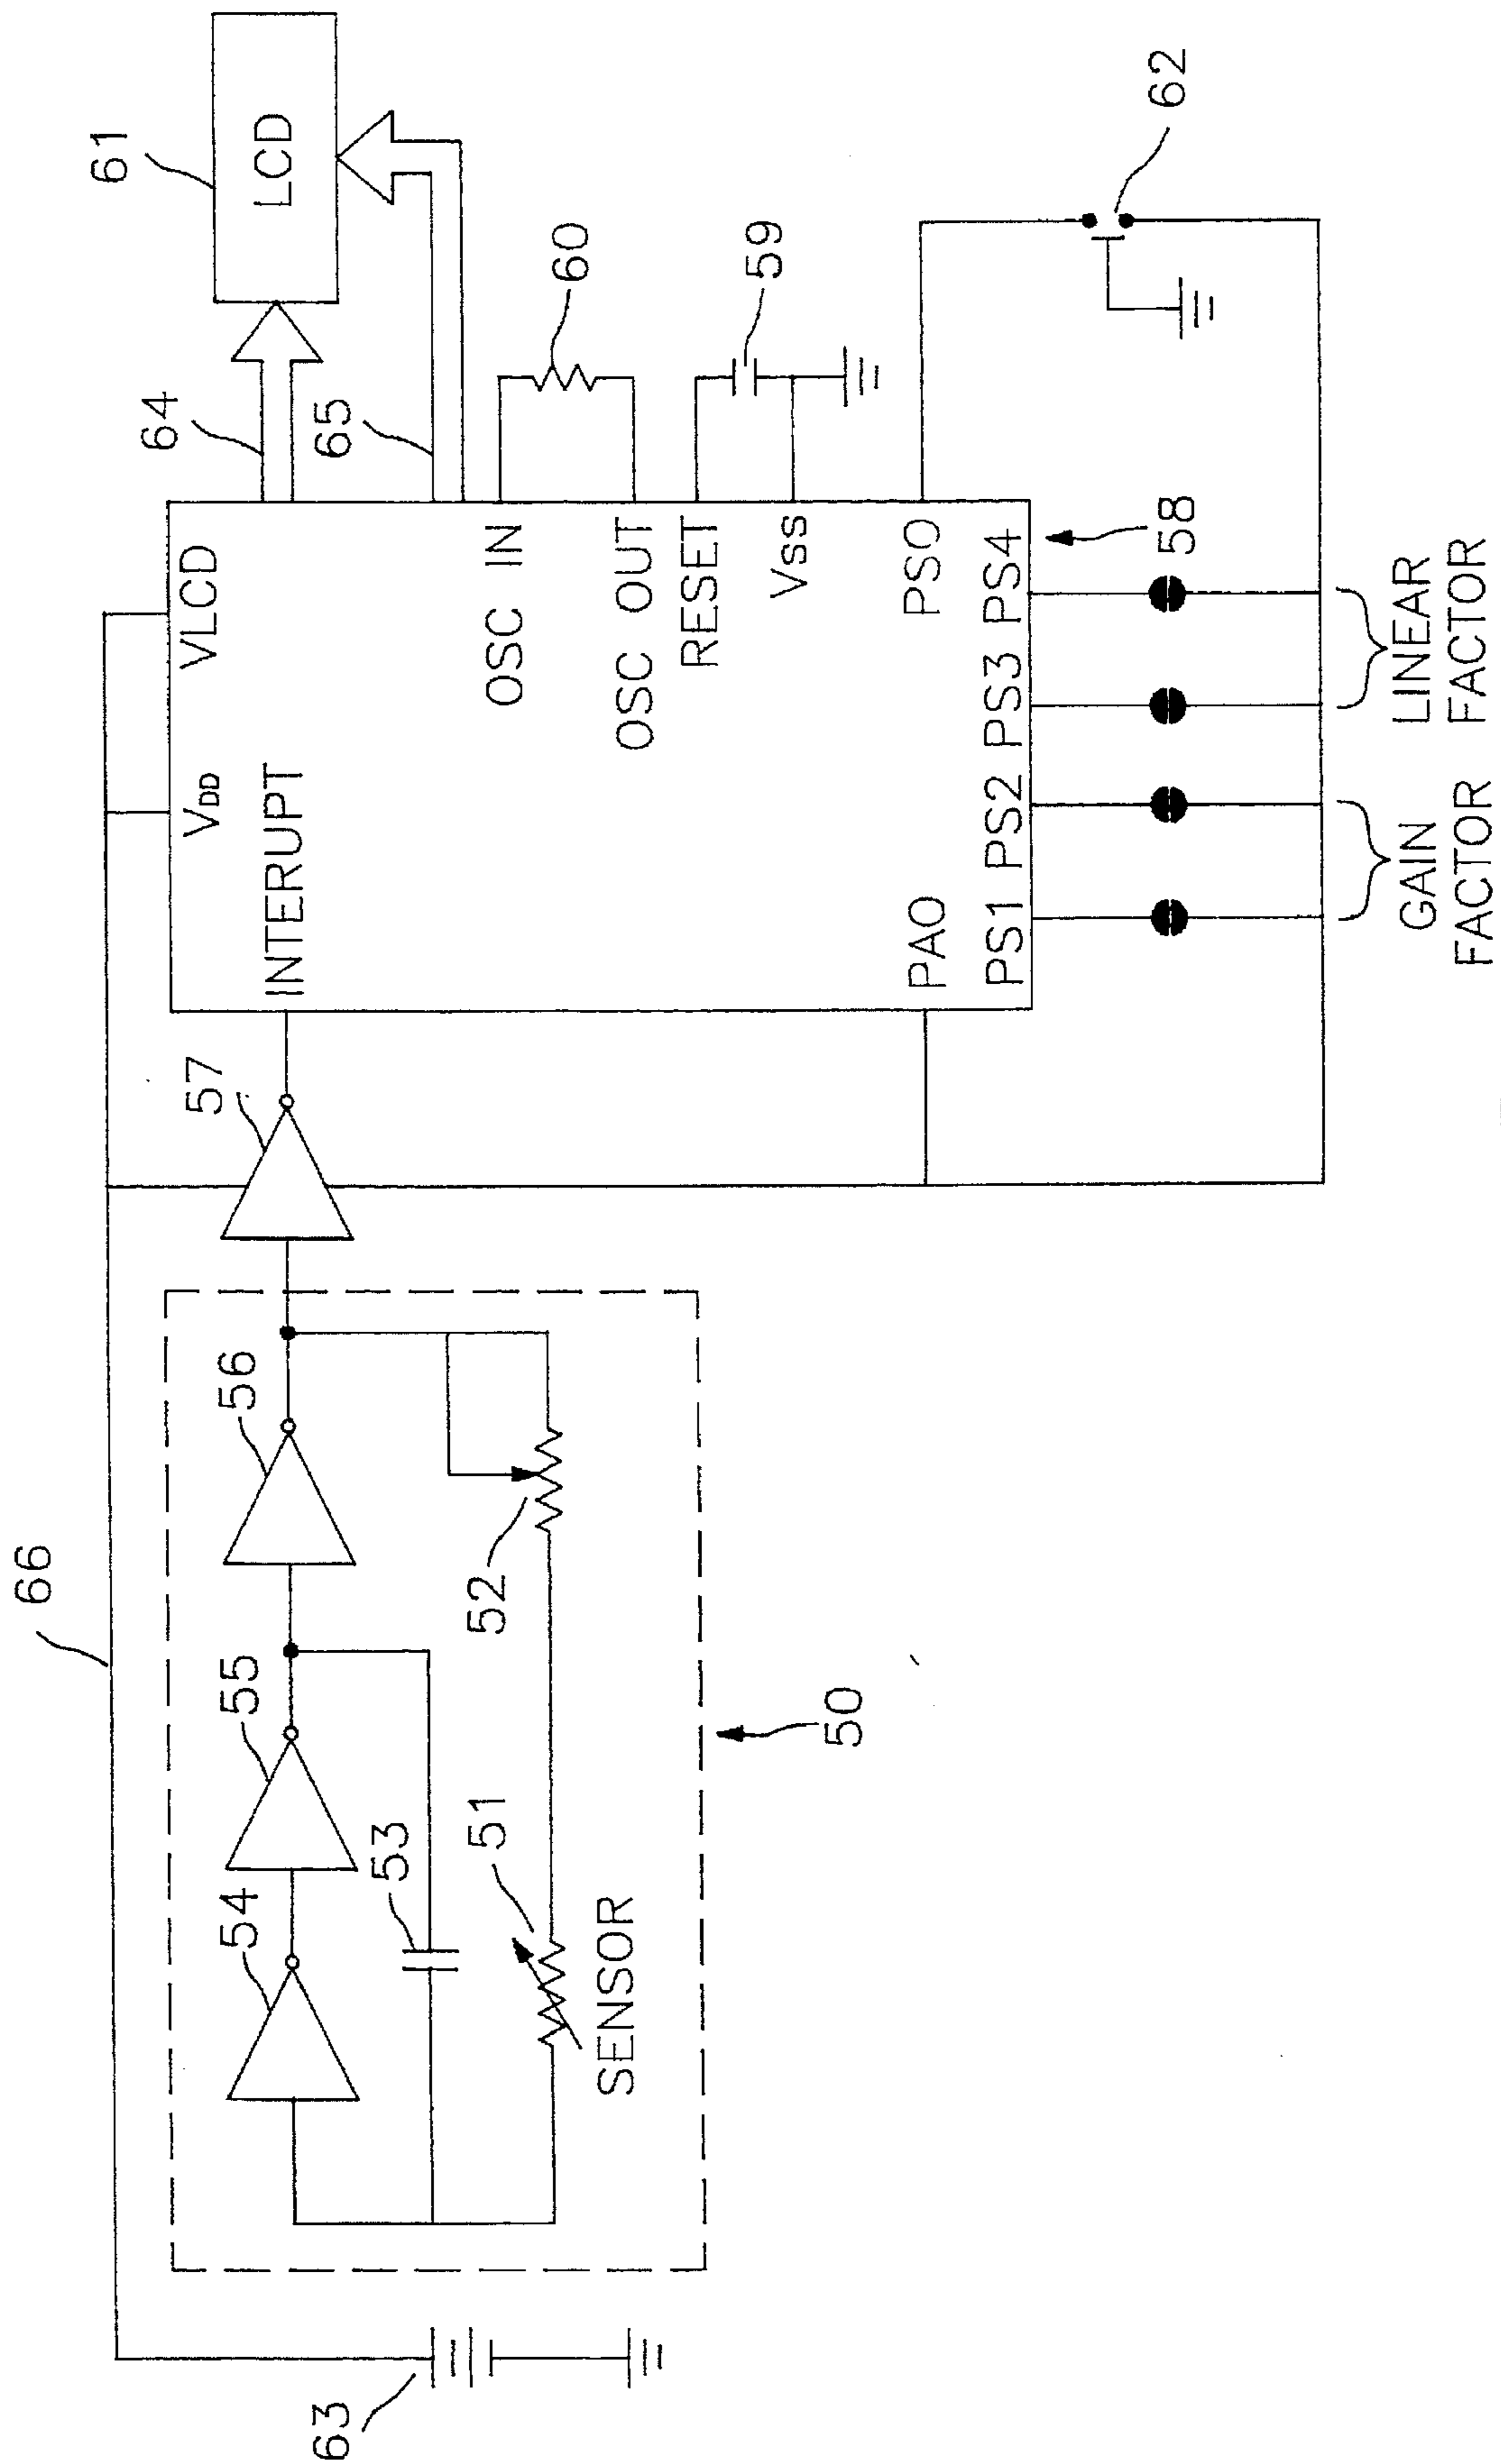 66
63
50
54
55
56
57
53
51
52
SENSOR
VDD
VLCD
INTERUPT
OSC IN
OSC OUT
RESET
Vss
PAO
PSO
PS1 PS2 PS3 PS4
58
64
65
61
LCD
60
59
62
GAIN
FACTOR
LINEAR
FACTOR